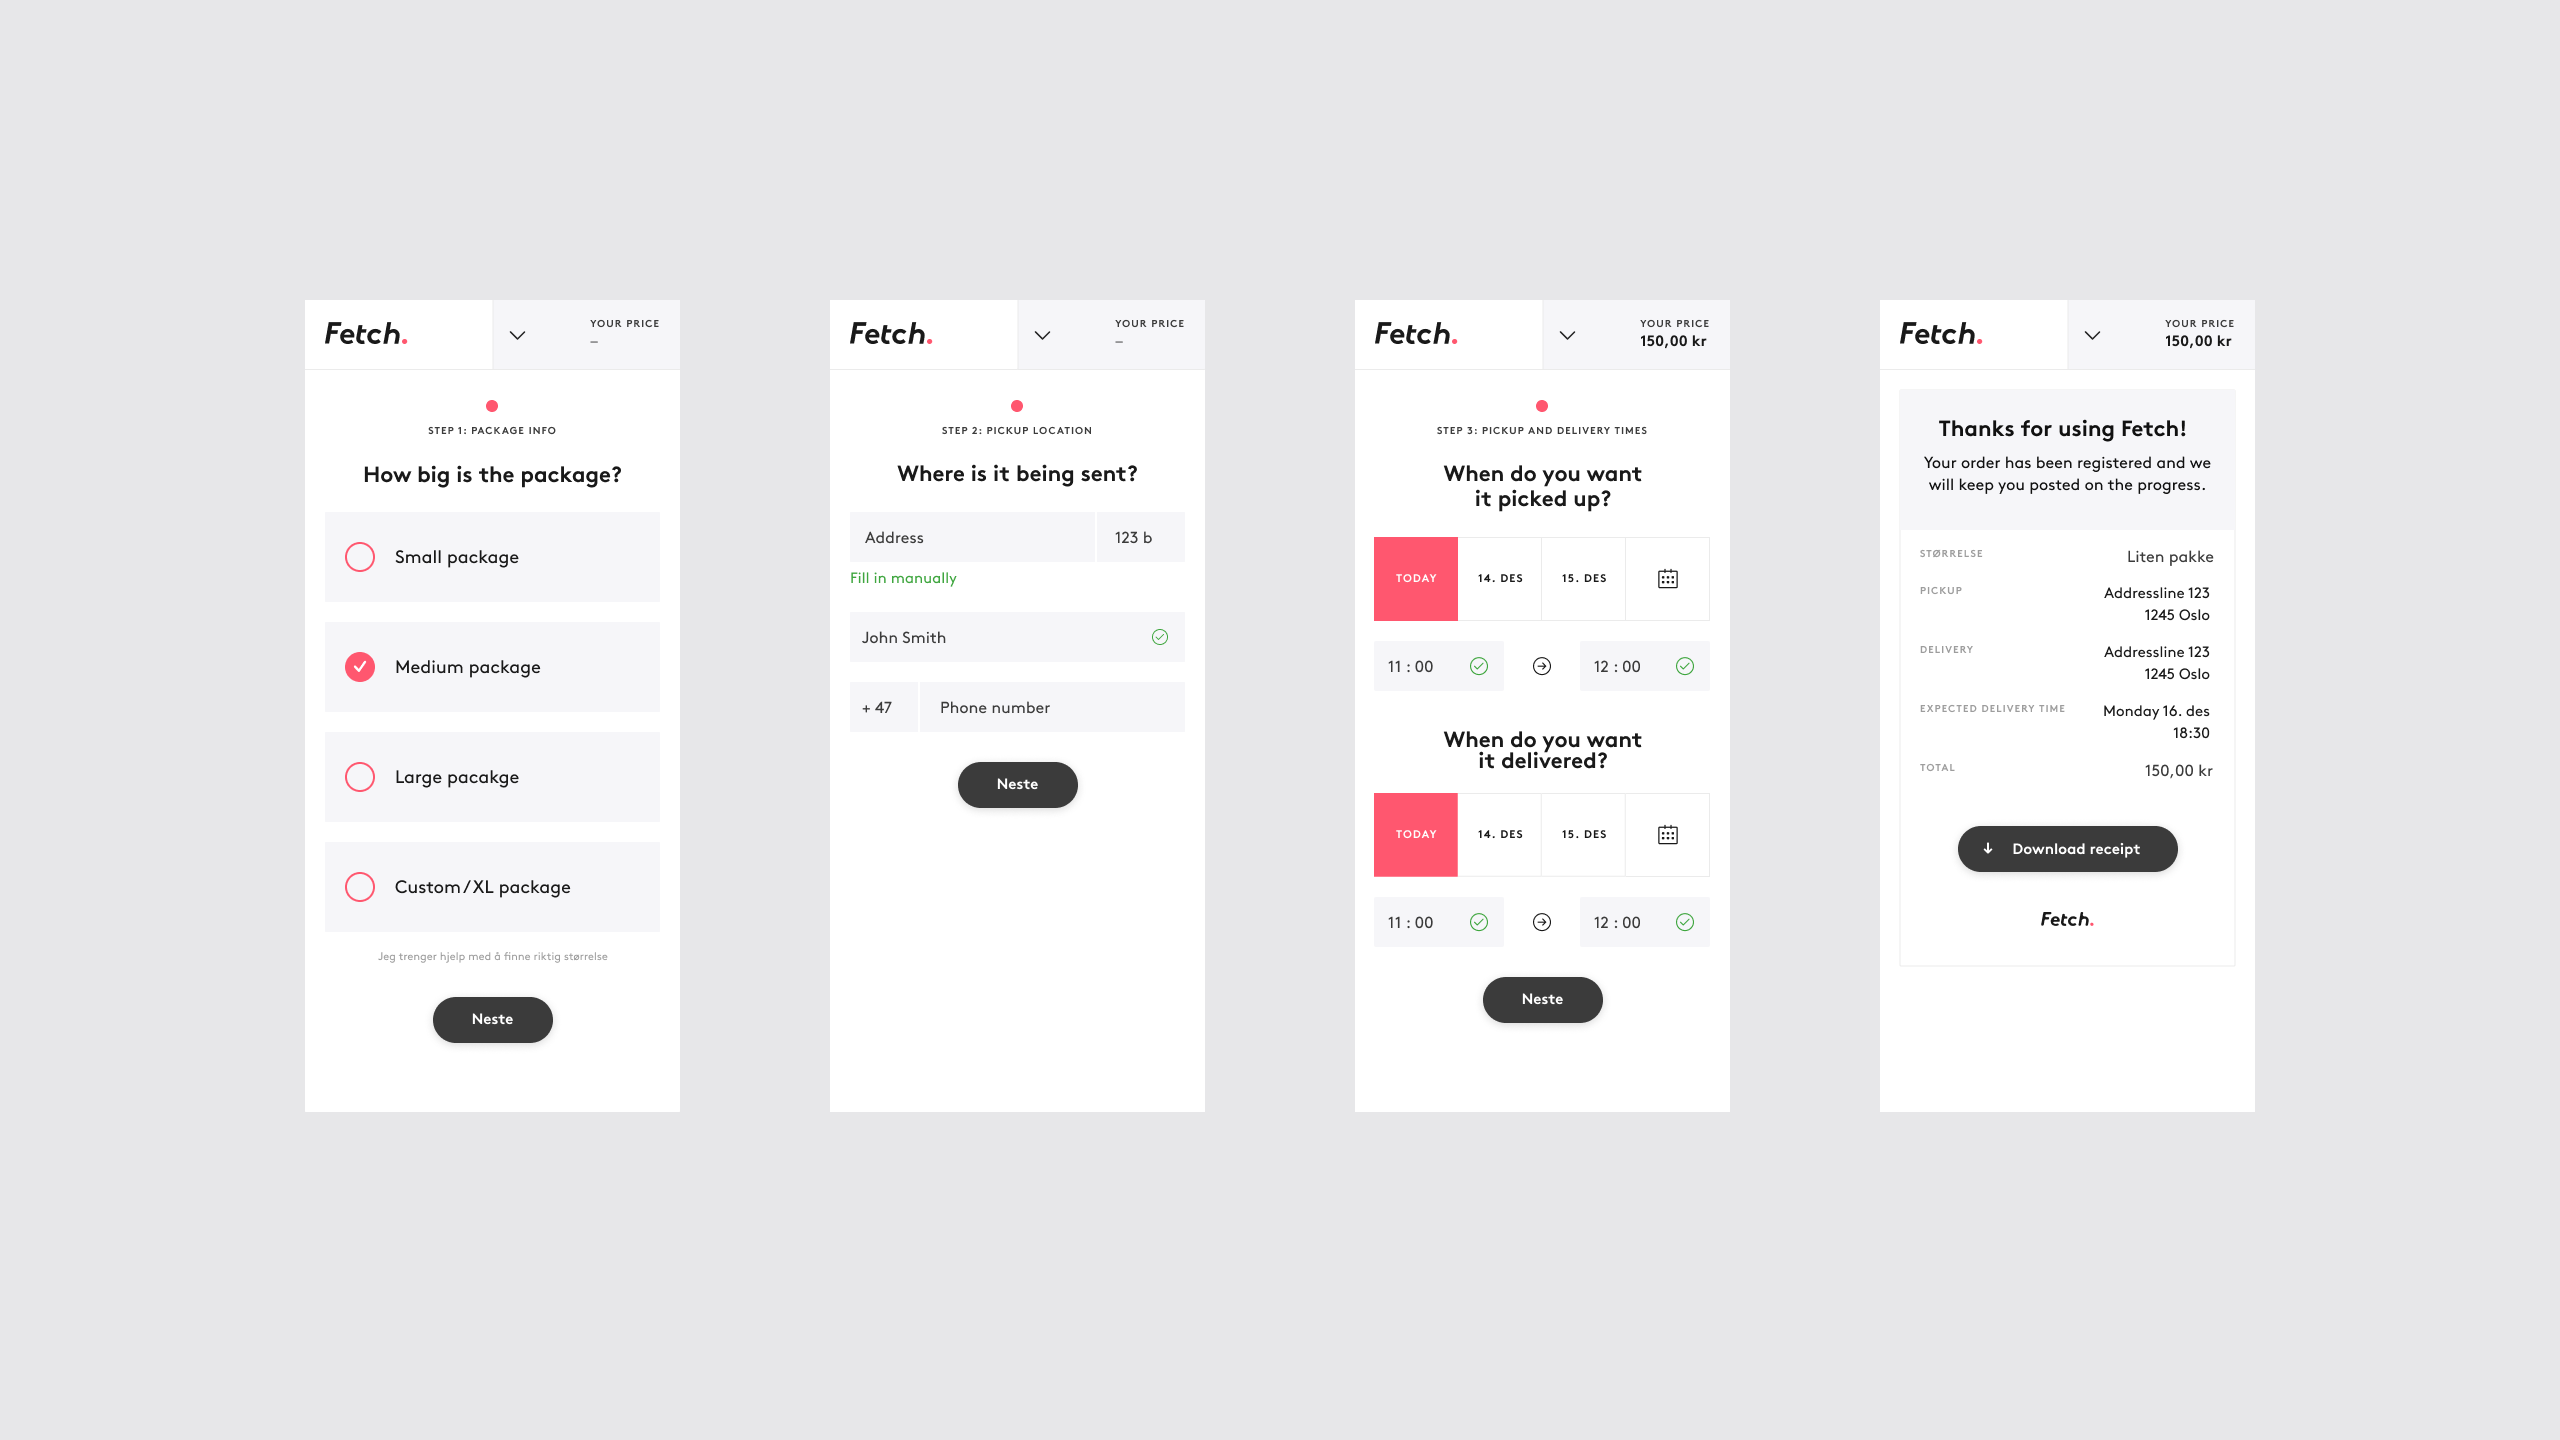 Fetch.
YOUR PRICE
–
STEP 1: PACKAGE INFO
How big is the package?
Small package
Medium package
Large pacakge
Custom/XL package
Jeg trenger hjelp med å finne riktig størrelse
Neste
Fetch.
YOUR PRICE
–
STEP 2: PICKUP LOCATION
Where is it being sent?
Address 123 b
Fill in manually
John Smith
+ 47 Phone number
Neste
Fetch.
YOUR PRICE
150,00 kr
STEP 3: PICKUP AND DELIVERY TIMES
When do you want
it picked up?
TODAY 14. DES 15. DES
11 : 00 12 : 00
When do you want
it delivered?
TODAY 14. DES 15. DES
11 : 00 12 : 00
Neste
Fetch.
YOUR PRICE
150,00 kr
Thanks for using Fetch!
Your order has been registered and we
will keep you posted on the progress.
STØRRELSE Liten pakke
PICKUP Addressline 123
1245 Oslo
DELIVERY Addressline 123
1245 Oslo
EXPECTED DELIVERY TIME Monday 16. des
18:30
TOTAL 150,00 kr
Download receipt
Fetch.